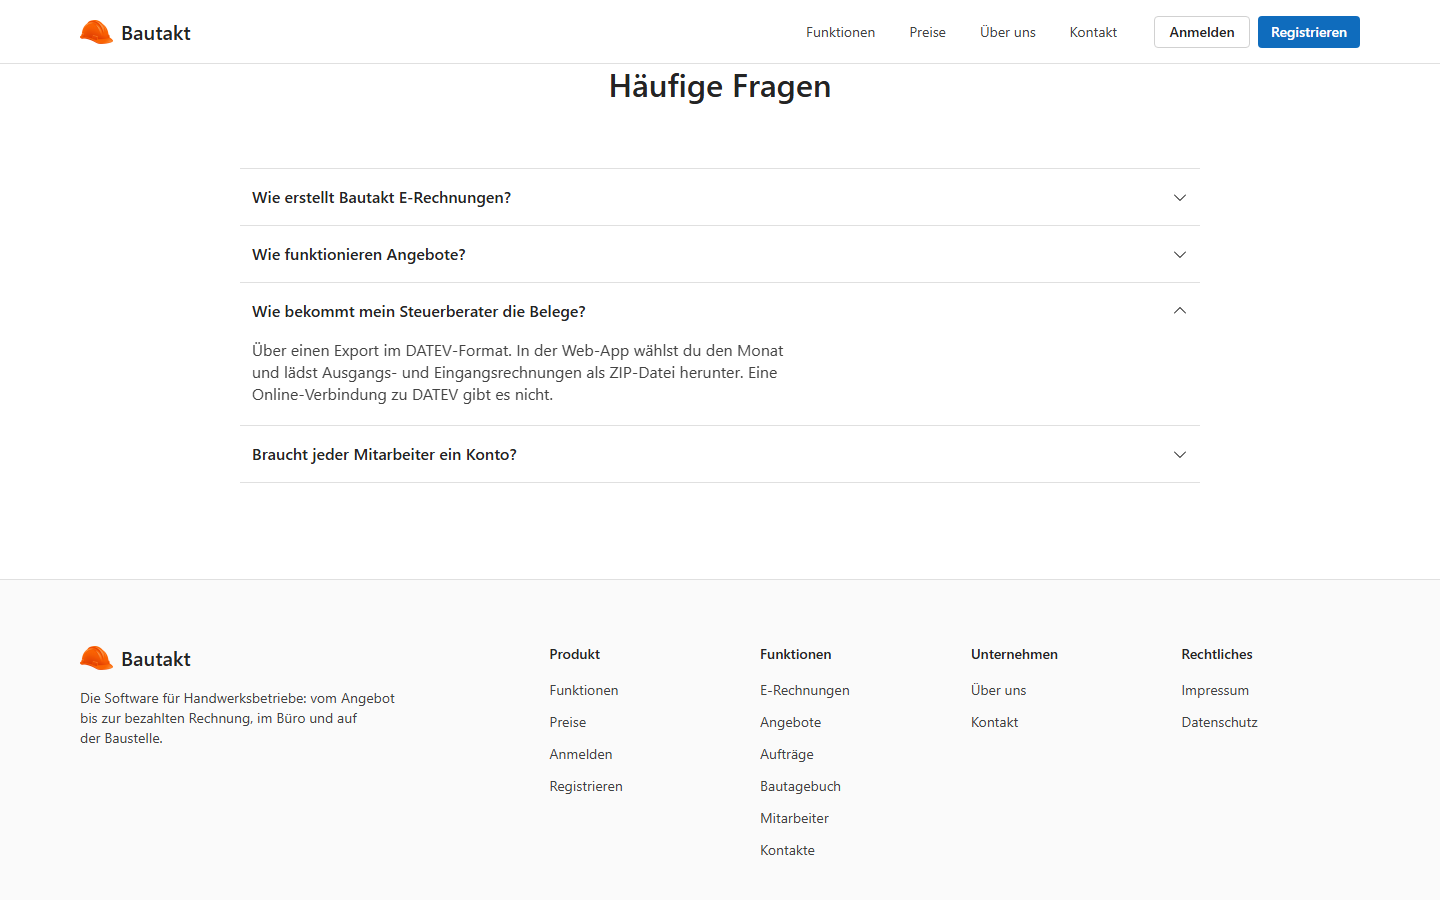 Bautakt
Funktionen
Preise
Über uns
Kontakt
Anmelden
Registrieren
Häufige Fragen
Wie erstellt Bautakt E-Rechnungen?
Wie funktionieren Angebote?
Wie bekommt mein Steuerberater die Belege?
Über einen Export im DATEV-Format. In der Web-App wählst du den Monat
und lädst Ausgangs- und Eingangsrechnungen als ZIP-Datei herunter. Eine
Online-Verbindung zu DATEV gibt es nicht.
Braucht jeder Mitarbeiter ein Konto?
Bautakt
Die Software für Handwerksbetriebe: vom Angebot
bis zur bezahlten Rechnung, im Büro und auf
der Baustelle.
Produkt
Funktionen
Preise
Anmelden
Registrieren
Funktionen
E-Rechnungen
Angebote
Aufträge
Bautagebuch
Mitarbeiter
Kontakte
Unternehmen
Über uns
Kontakt
Rechtliches
Impressum
Datenschutz